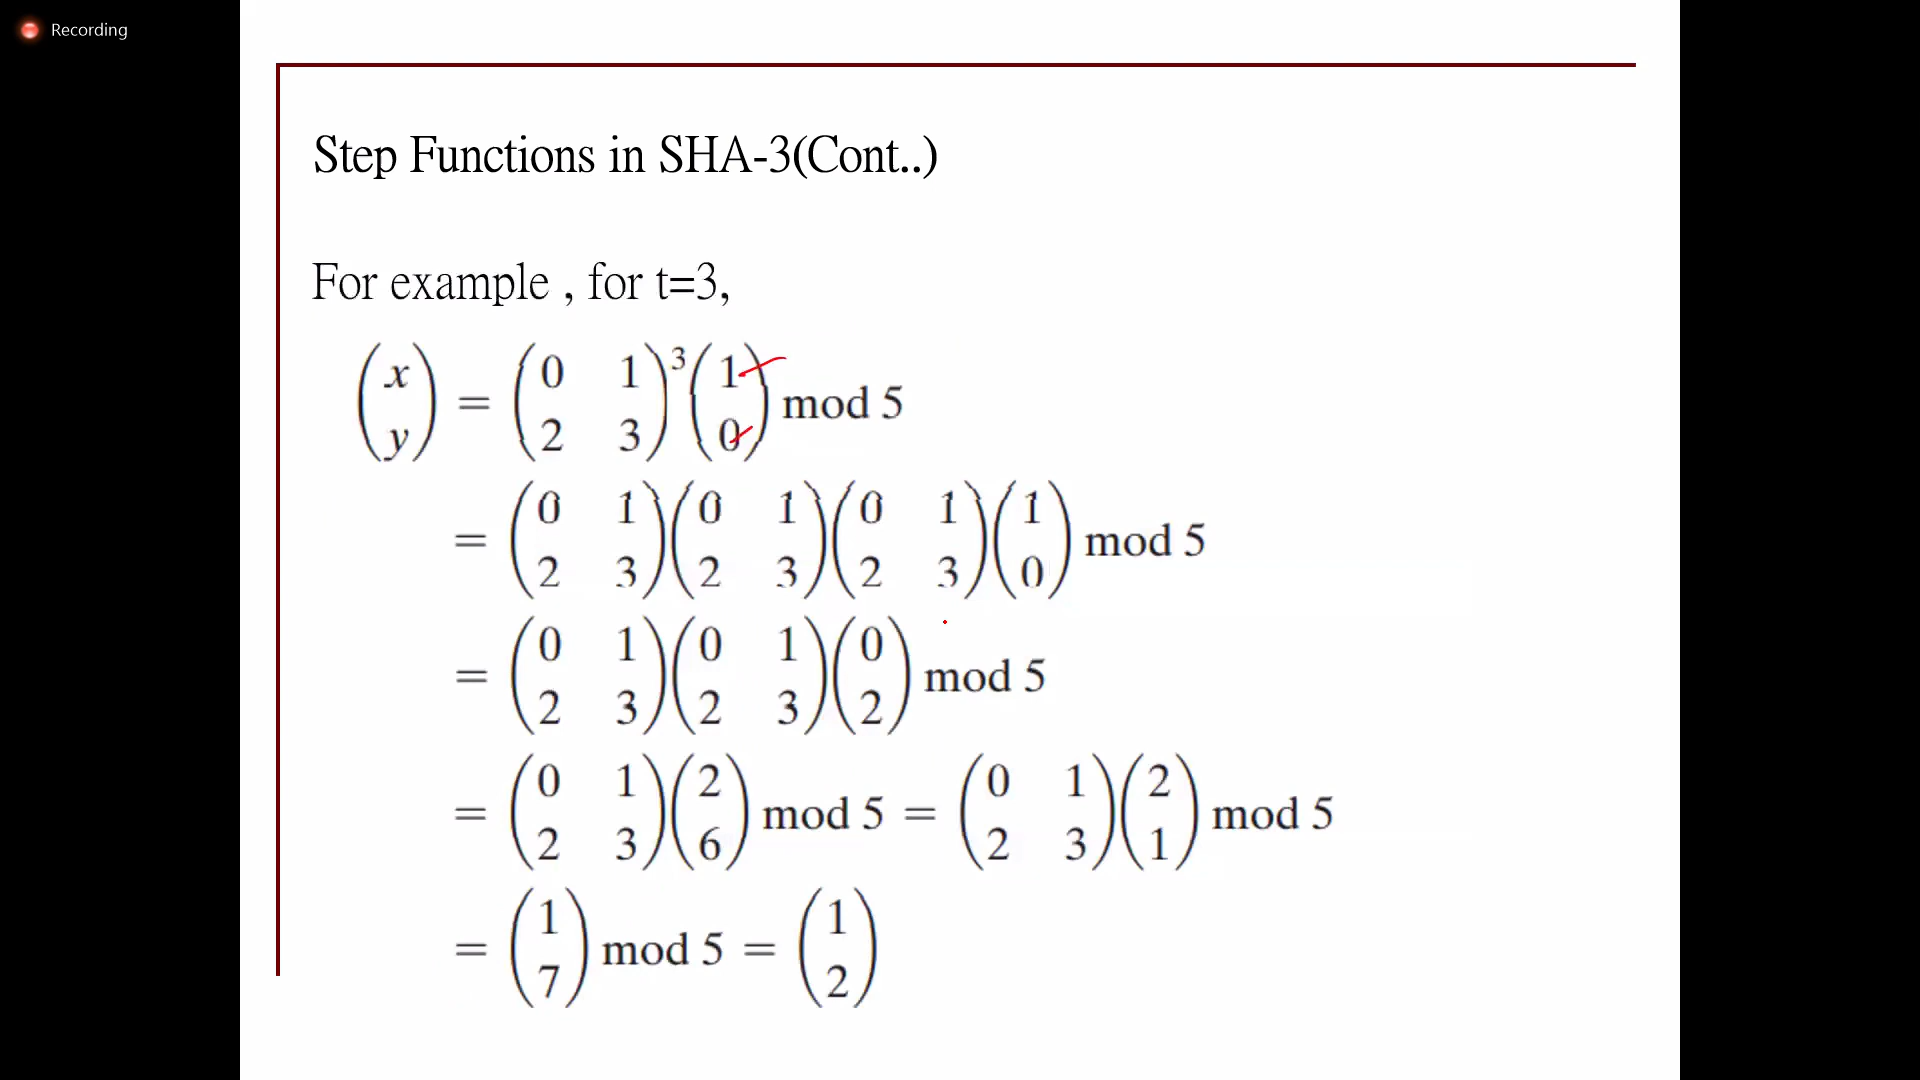 Recording
Step Functions in SHA-3(Cont..)
For example , for t=3,
(x y) = (0 1 2 3)^3 (1 0) mod 5
= (0 1 2 3) (0 1 2 3) (0 1 2 3) (1 0) mod 5
= (0 1 2 3) (0 1 2 3) (0 2) mod 5
= (0 1 2 3) (2 6) mod 5 = (0 1 2 3) (2 1) mod 5
= (1 7) mod 5 = (1 2)